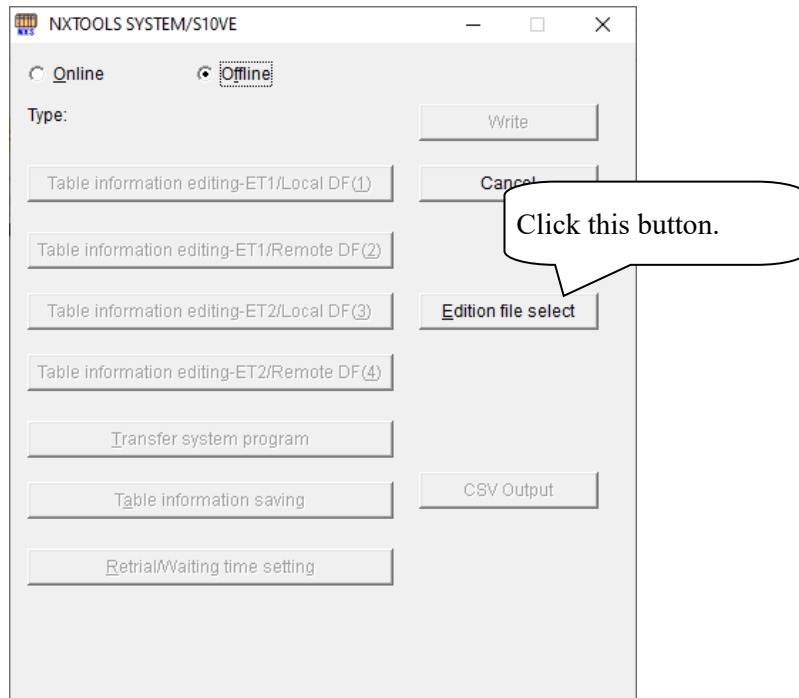 NXTOOLS SYSTEM/S10VE
Online Offline
Type:
Write
Table information editing-ET1/Local DF(1)
Cancel
Click this button.
Table information editing-ET1/Remote DF(2)
Table information editing-ET2/Local DF(3)
Edition file select
Table information editing-ET2/Remote DF(4)
Transfer system program
Table information saving
CSV Output
Retrial/Waiting time setting